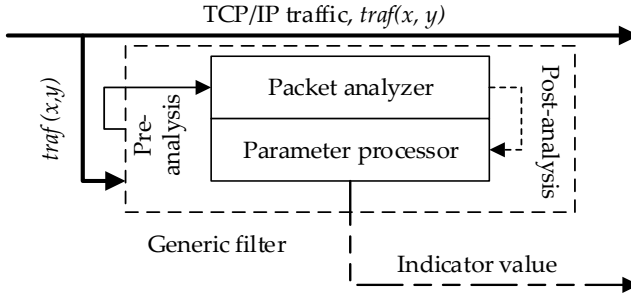 TCP/IP traffic, traf(x, y)
traf (x,y)
Pre-
analysis
Packet analyzer
Parameter processor
Post-analysis
Generic filter
Indicator value